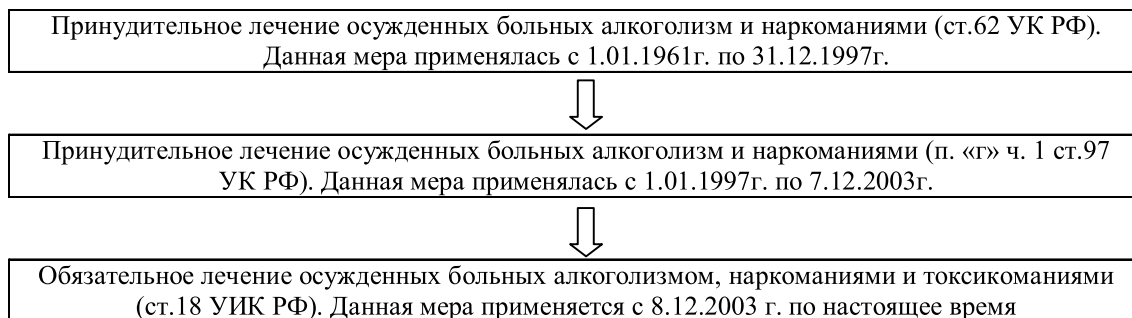 Принудительное лечение осужденных больных алкоголизм и наркоманиями (ст.62 УК РФ).
Данная мера применялась с 1.01.1961г. по 31.12.1997г.
Принудительное лечение осужденных больных алкоголизм и наркоманиями (п. «г» ч. 1 ст.97
УК РФ). Данная мера применялась с 1.01.1997г. по 7.12.2003г.
Обязательное лечение осужденных больных алкоголизмом, наркоманиями и токсикоманиями
(ст.18 УИК РФ). Данная мера применяется с 8.12.2003 г. по настоящее время